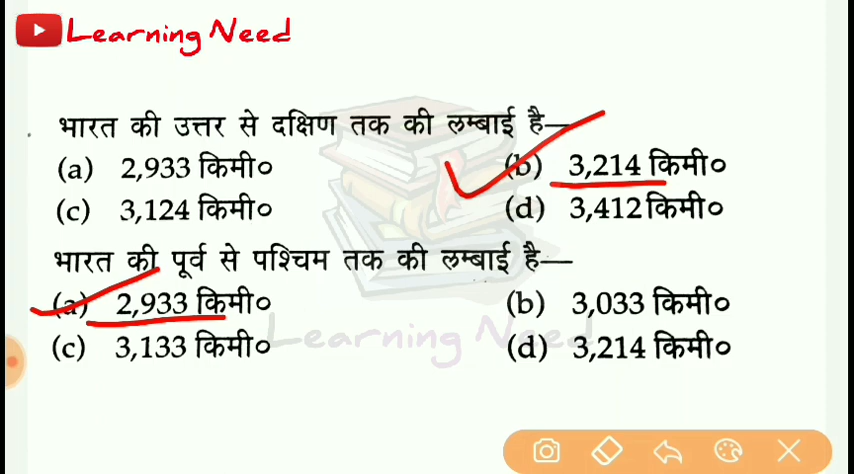 Learning Need
भारत की उत्तर से दक्षिण तक की लम्बाई है—
(a) 2,933 किमी० (b) 3,214 किमी०
(c) 3,124 किमी० (d) 3,412 किमी०
भारत की पूर्व से पश्चिम तक की लम्बाई है—
(a) 2,933 किमी० (b) 3,033 किमी०
(c) 3,133 किमी० (d) 3,214 किमी०
Learning Need